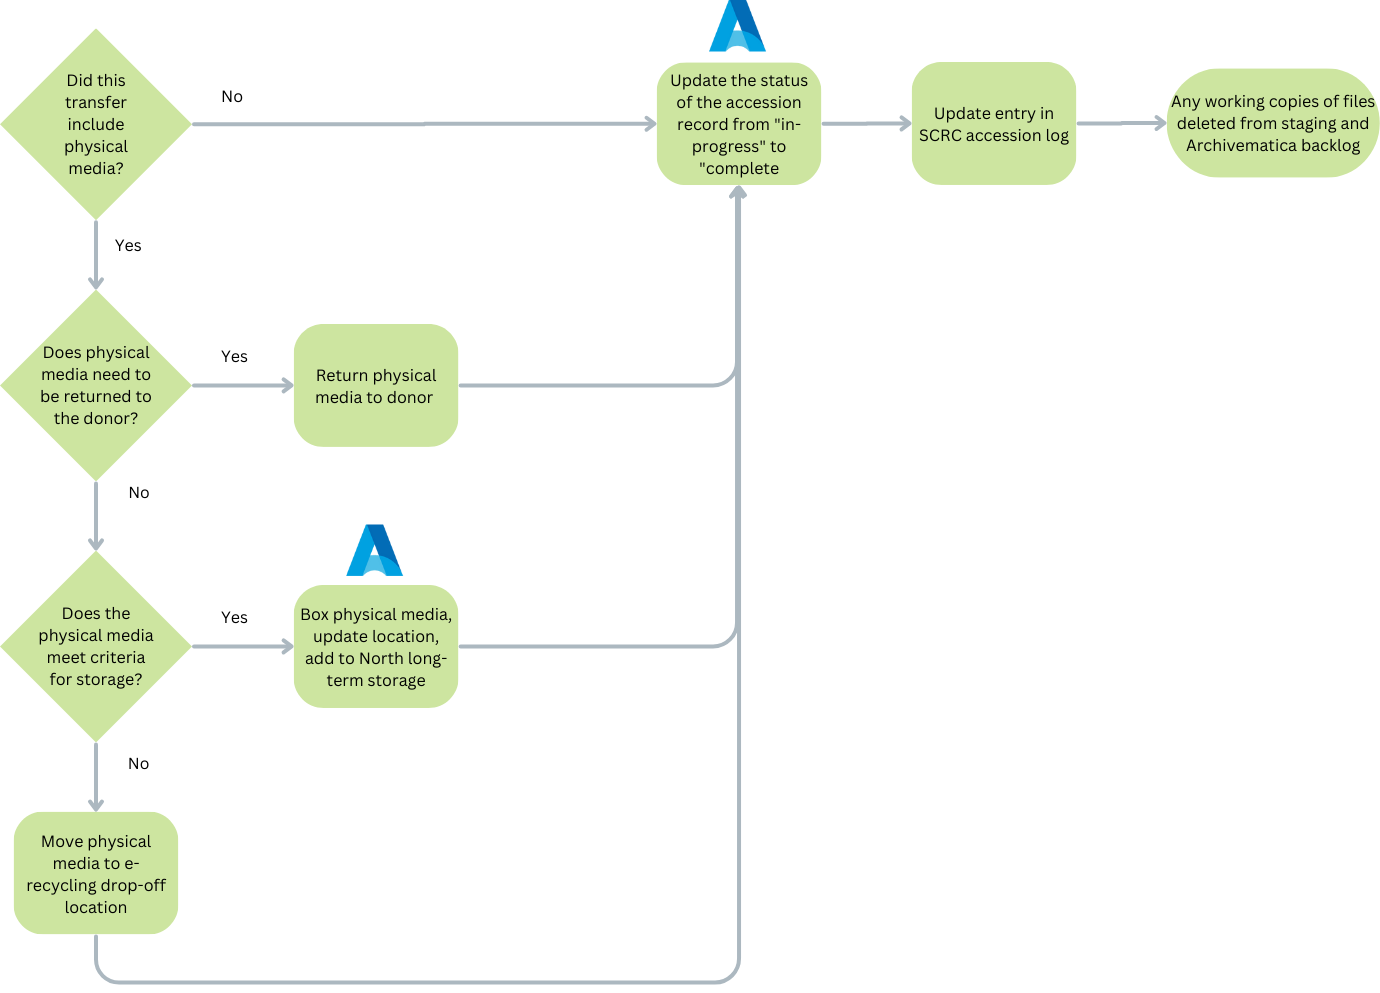 Did this
transfer
include
physical
media?
No
Update the status
of the accession
record from "in-
progress" to
"complete
Update entry in
SCRC accession log
Any working copies of files
deleted from staging and
Archivematica backlog
Yes
Does physical
media need to
be returned to
the donor?
Yes
Return physical
media to donor
No
Does the
physical media
meet criteria
for storage?
Yes
Box physical media,
update location,
add to North long-
term storage
No
Move physical
media to e-
recycling drop-off
location